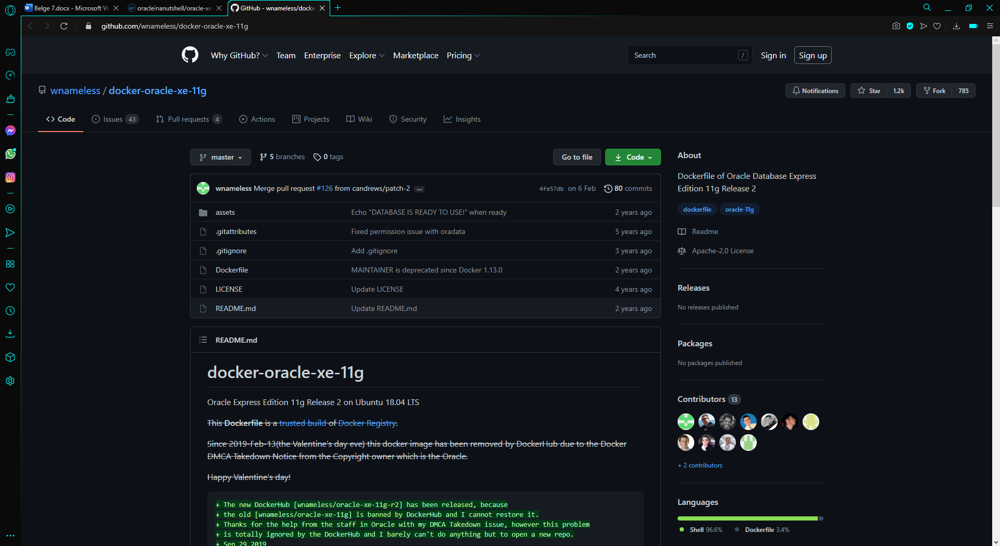 Belge 7.docx - Microsoft W
oracleinanutshell/oracle-xe
GitHub - wnameless/docke
github.com/wnameless/docker-oracle-xe-11g
Why GitHub? Team Enterprise Explore Marketplace Pricing
Search /
Sign in Sign up
wnameless / docker-oracle-xe-11g
Notifications Star 1.2k Fork 785
Code Issues 43 Pull requests 4 Actions Projects Wiki Security Insights
master 5 branches 0 tags Go to file Code
wnameless Merge pull request #126 from candrews/patch-2 ... 4fe57db on 6 Feb 80 commits
assets Echo "DATABASE IS READY TO USE!" when ready 2 years ago
.gitattributes Fixed permission issue with oradata 5 years ago
.gitignore Add .gitignore 3 years ago
Dockerfile MAINTAINER is deprecated since Docker 1.13.0 2 years ago
LICENSE Update LICENSE 4 years ago
README.md Update README.md 2 years ago
README.md
docker-oracle-xe-11g
Oracle Express Edition 11g Release 2 on Ubuntu 18.04 LTS
This Dockerfile is a trusted build of Docker Registry.
Since 2019-Feb-13(the Valentine's day eve) this docker image has been removed by DockerHub due to the Docker
DMCA Takedown Notice from the Copyright owner which is the Oracle.
Happy Valentine's day!
+ The new DockerHub [wnameless/oracle-xe-11g-r2] has been released, because
+ the old [wnameless/oracle-xe-11g] is banned by DockerHub and I cannot restore it.
+ Thanks for the help from the staff in Oracle with my DMCA Takedown issue, however this problem
+ is totally ignored by the DockerHub and I barely can't do anything but to open a new repo.
+ Sep 29 2019
About
Dockerfile of Oracle Database Express
Edition 11g Release 2
dockerfile oracle-11g
Readme
Apache-2.0 License
Releases
No releases published
Packages
No packages published
Contributors 13
+ 2 contributors
Languages
Shell 96.6% Dockerfile 3.4%